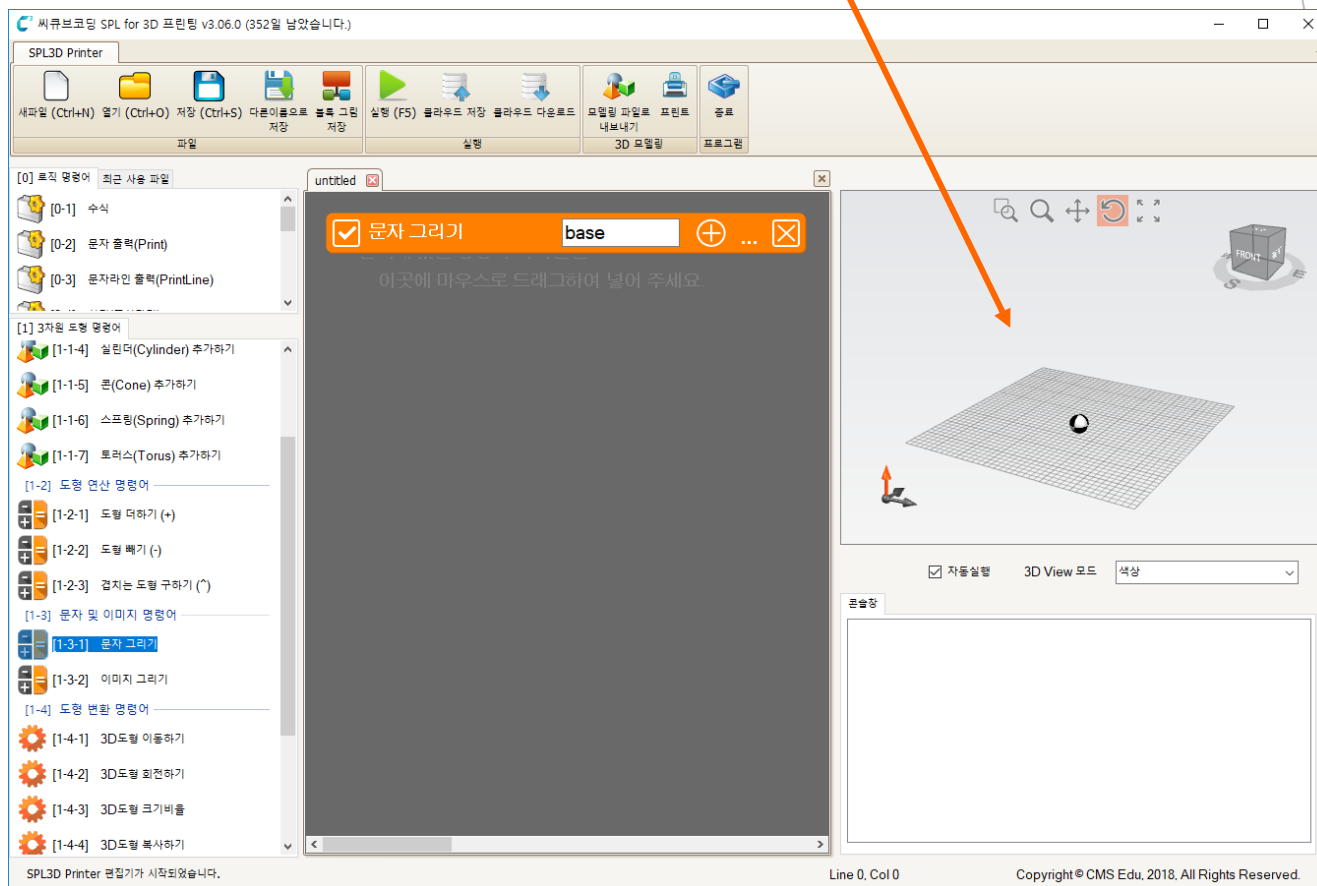 씨큐브코딩 SPL for 3D 프린팅 v3.06.0 (352일 남았습니다.)
SPL3D Printer
새파일 (Ctrl+N) 열기 (Ctrl+O) 저장 (Ctrl+S) 다른이름으로 저장 블록 그림 저장
파일
실행 (F5) 클라우드 저장 클라우드 다운로드
실행
모델링 파일로 내보내기 프린트
3D 모델링
종료
프로그램
[0] 로직 명령어 최근 사용 파일
[0-1] 수식
[0-2] 문자 출력(Print)
[0-3] 문자라인 출력(PrintLine)
[1] 3차원 도형 명령어
[1-1-4] 실린더(Cylinder) 추가하기
[1-1-5] 콘(Cone) 추가하기
[1-1-6] 스프링(Spring) 추가하기
[1-1-7] 토러스(Torus) 추가하기
[1-2] 도형 연산 명령어
[1-2-1] 도형 더하기 (+)
[1-2-2] 도형 빼기 (-)
[1-2-3] 겹치는 도형 구하기 (^)
[1-3] 문자 및 이미지 명령어
[1-3-1] 문자 그리기
[1-3-2] 이미지 그리기
[1-4] 도형 변환 명령어
[1-4-1] 3D도형 이동하기
[1-4-2] 3D도형 회전하기
[1-4-3] 3D도형 크기비율
[1-4-4] 3D도형 복사하기
untitled
문자 그리기 base ...
이곳에 마우스로 드래그하여 넣어 주세요.
FRONT
S
E
자동실행 3D View 모드 색상
콘솔창
SPL3D Printer 편집기가 시작되었습니다.
Line 0, Col 0
Copyright © CMS Edu, 2018, All Rights Reserved.